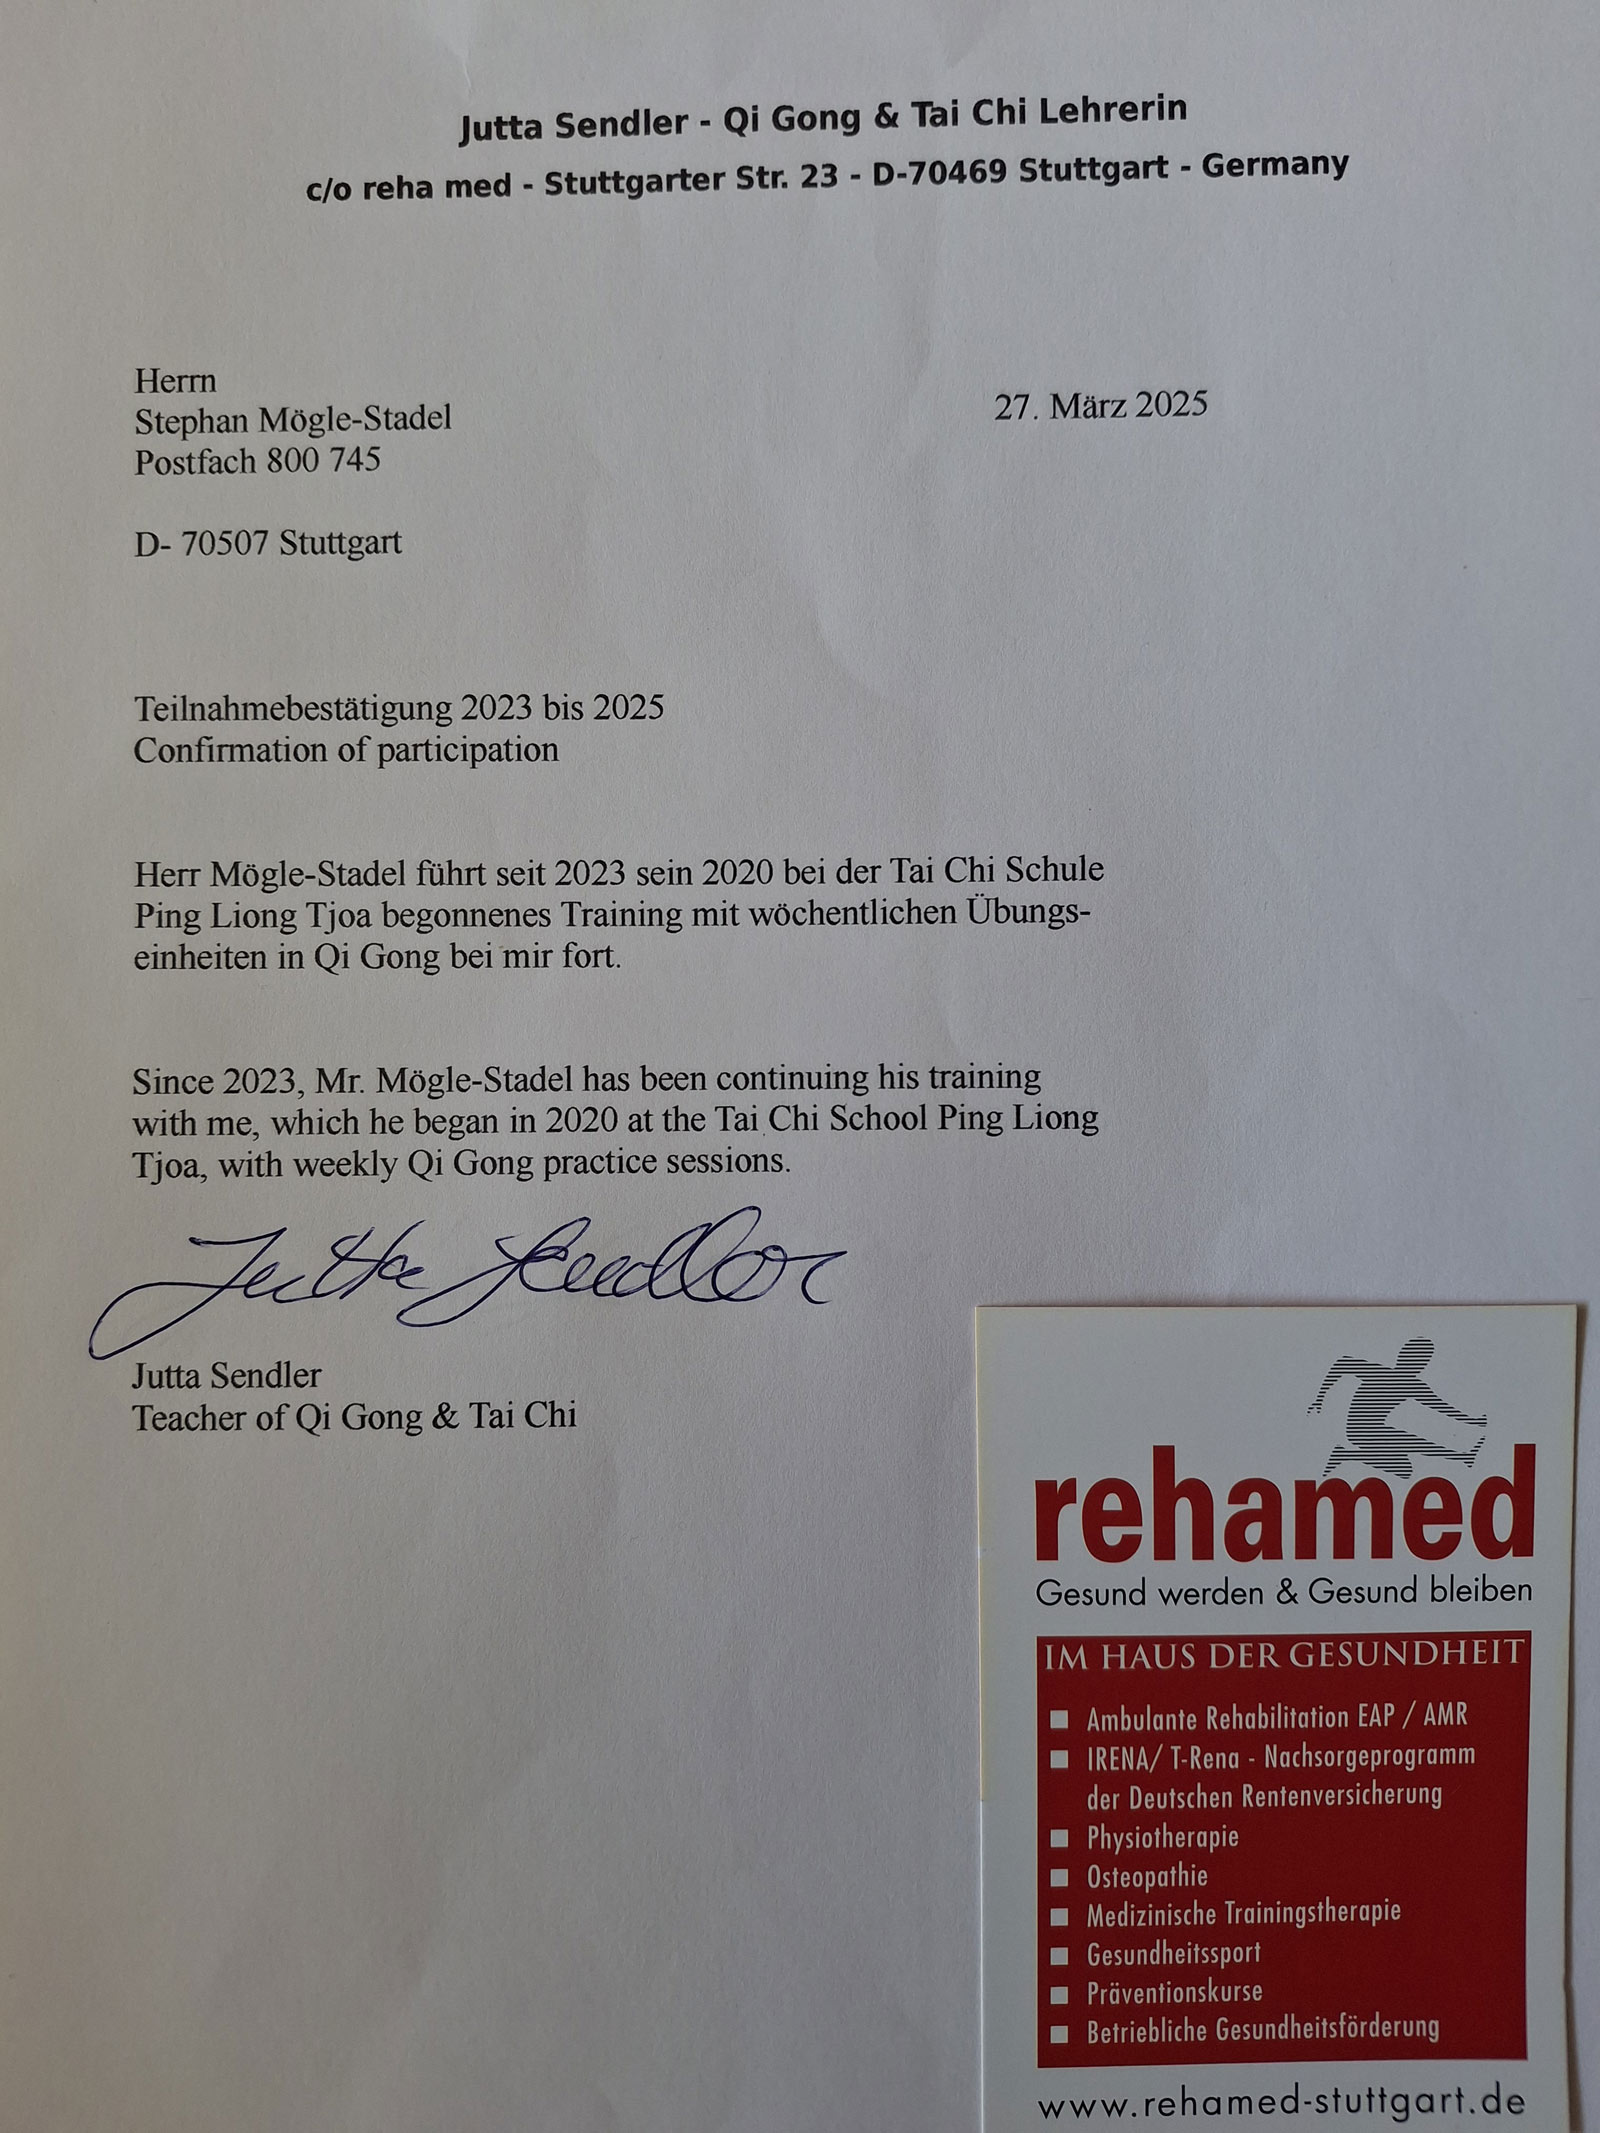 Jutta Sendler - Qi Gong & Tai Chi Lehrerin
c/o reha med - Stuttgarter Str. 23 - D-70469 Stuttgart - Germany
Herrn
Stephan Mögle-Stadel
Postfach 800 745
27. März 2025
D- 70507 Stuttgart
Teilnahmebestätigung 2023 bis 2025
Confirmation of participation
Herr Mögle-Stadel führt seit 2023 sein 2020 bei der Tai Chi Schule
Ping Liong Tjoa begonnenes Training mit wöchentlichen Übungs-
einheiten in Qi Gong bei mir fort.
Since 2023, Mr. Mögle-Stadel has been continuing his training
with me, which he began in 2020 at the Tai Chi School Ping Liong
Tjoa, with weekly Qi Gong practice sessions.
Jutta Sendler
Jutta Sendler
Teacher of Qi Gong & Tai Chi
rehamed
Gesund werden & Gesund bleiben
IM HAUS DER GESUNDHEIT
Ambulante Rehabilitation EAP / AMR
IRENA/ T-Rena - Nachsorgeprogramm
der Deutschen Rentenversicherung
Physiotherapie
Osteopathie
Medizinische Trainingstherapie
Gesundheitssport
Präventionskurse
Betriebliche Gesundheitsförderung
www.rehamed-stuttgart.de